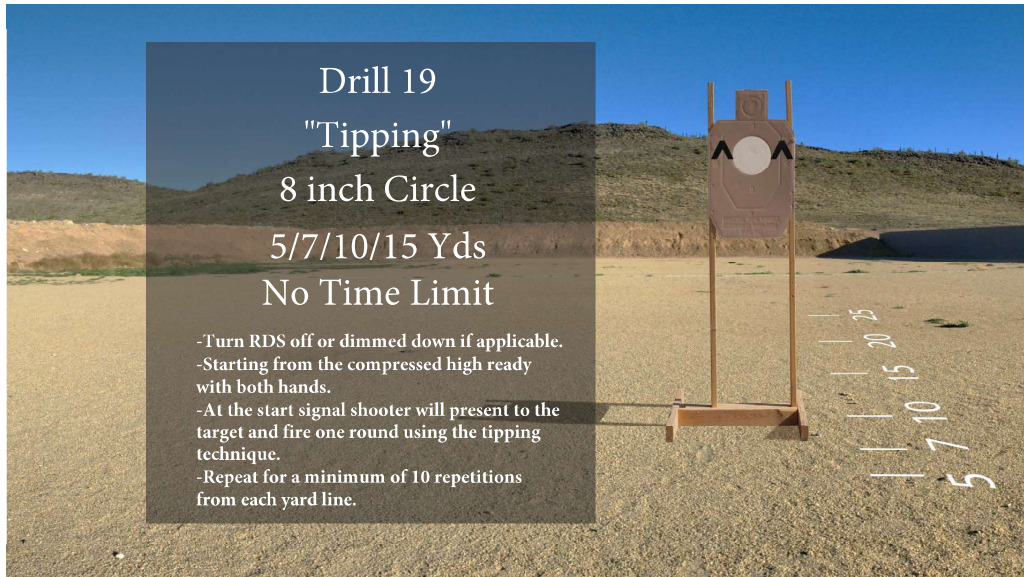 Drill 19
"Tipping"
8 inch Circle
5/7/10/15 Yds
No Time Limit
-Turn RDS off or dimmed down if applicable.
-Starting from the compressed high ready
with both hands.
-At the start signal shooter will present to the
target and fire one round using the tipping
technique.
-Repeat for a minimum of 10 repetitions
from each yard line.
25
20
15
10
7
5